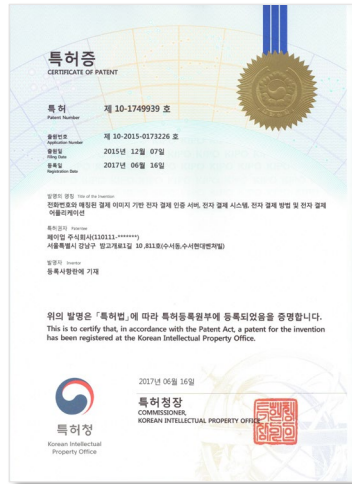 특허증
CERTIFICATE OF PATENT
특 허 제 10-1749939 호
Patent Number
출원번호 제 10-2015-0173226 호
Application Number
출원일 2015년 12월 07일
Filing Date
등록일 2017년 06월 16일
Registration Date
발명의 명칭 Title of the Invention
전화번호와 매칭된 결제 이미지 기반 전자 결제 인증 서버, 전자 결제 시스템, 전자 결제 방법 및 전자 결제
어플리케이션
특허권자 Patentee
페이업 주식회사(110111-*******)
서울특별시 강남구 밤고개로1길 10 ,811호(수서동,수서현대벤처빌)
발명자 Inventor
등록사항란에 기재
위의 발명은 「특허법」에 따라 특허등록원부에 등록되었음을 증명합니다.
This is to certify that, in accordance with the Patent Act, a patent for the invention
has been registered at the Korean Intellectual Property Office.
2017년 06월 16일
특허청장
COMMISSIONER,
KOREAN INTELLECTUAL PROPERTY OFFICE
특허청
Korean Intellectual
Property Office